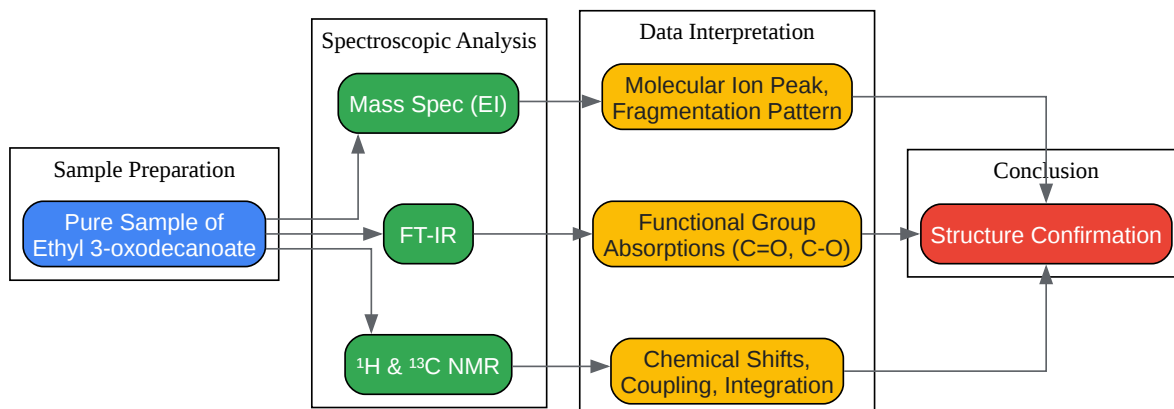 Sample Preparation
Pure Sample of
Ethyl 3-oxodecanoate
Spectroscopic Analysis
Mass Spec (EI)
FT-IR
¹H & ¹³C NMR
Data Interpretation
Molecular Ion Peak,
Fragmentation Pattern
Functional Group
Absorptions (C=O, C-O)
Chemical Shifts,
Coupling, Integration
Conclusion
Structure Confirmation